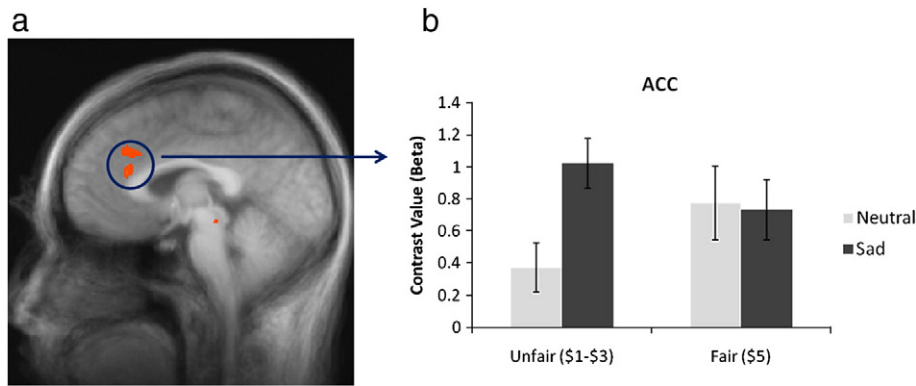 a
b
ACC
Contrast Value (Beta)
1.4
1.2
1
0.8
0.6
0.4
0.2
0
Unfair ($1-$3)
Fair ($5)
Neutral
Sad